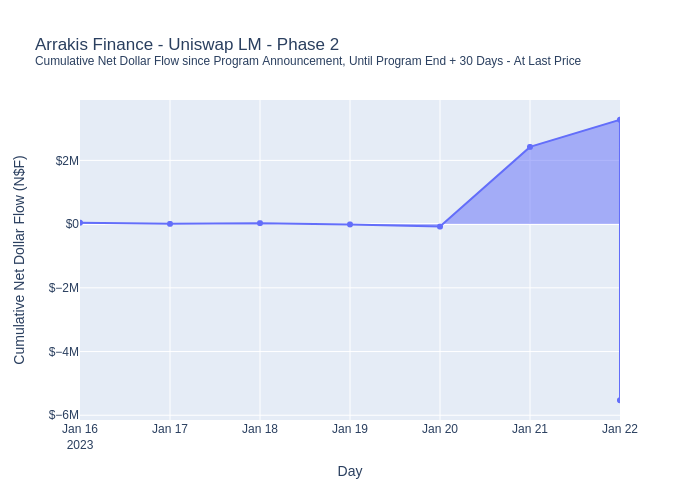 Arrakis Finance - Uniswap LM - Phase 2
Cumulative Net Dollar Flow since Program Announcement, Until Program End + 30 Days - At Last Price
Cumulative Net Dollar Flow (N$F)
$2M
$0
$−2M
$−4M
$−6M
Jan 16
2023
Jan 17
Jan 18
Jan 19
Jan 20
Jan 21
Jan 22
Day